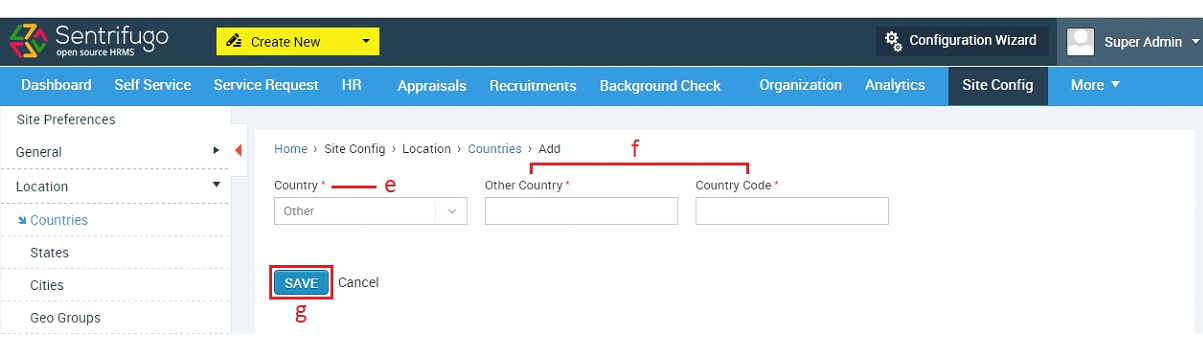 Sentrifugo
open source HRMS
Create New
Configuration Wizard
Super Admin
Dashboard Self Service Service Request HR Appraisals Recruitments Background Check Organization Analytics Site Config More
Site Preferences
General
Location
Countries
States
Cities
Geo Groups
Home › Site Config › Location › Countries › Add
f
Country * e Other Country * Country Code *
Other
SAVE Cancel
g